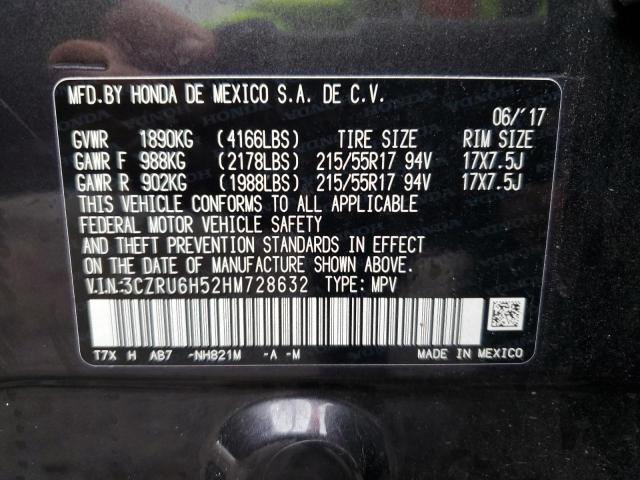 MFD.BY HONDA DE MEXICO S.A. DE C.V.
06/'17
GVWR 1890KG (4166LBS) TIRE SIZE RIM SIZE
GAWR F 988KG (2178LBS) 215/55R17 94V 17X7.5J
GAWR R 902KG (1988LBS) 215/55R17 94V 17X7.5J
THIS VEHICLE CONFORMS TO ALL APPLICABLE
FEDERAL MOTOR VEHICLE SAFETY
AND THEFT PREVENTION STANDARDS IN EFFECT
ON THE DATE OF MANUFACTURE SHOWN ABOVE.
V.I.N.:3CZRU6H52HM728632 TYPE: MPV
T7X H AB7 -NH821M -A -M MADE IN MEXICO